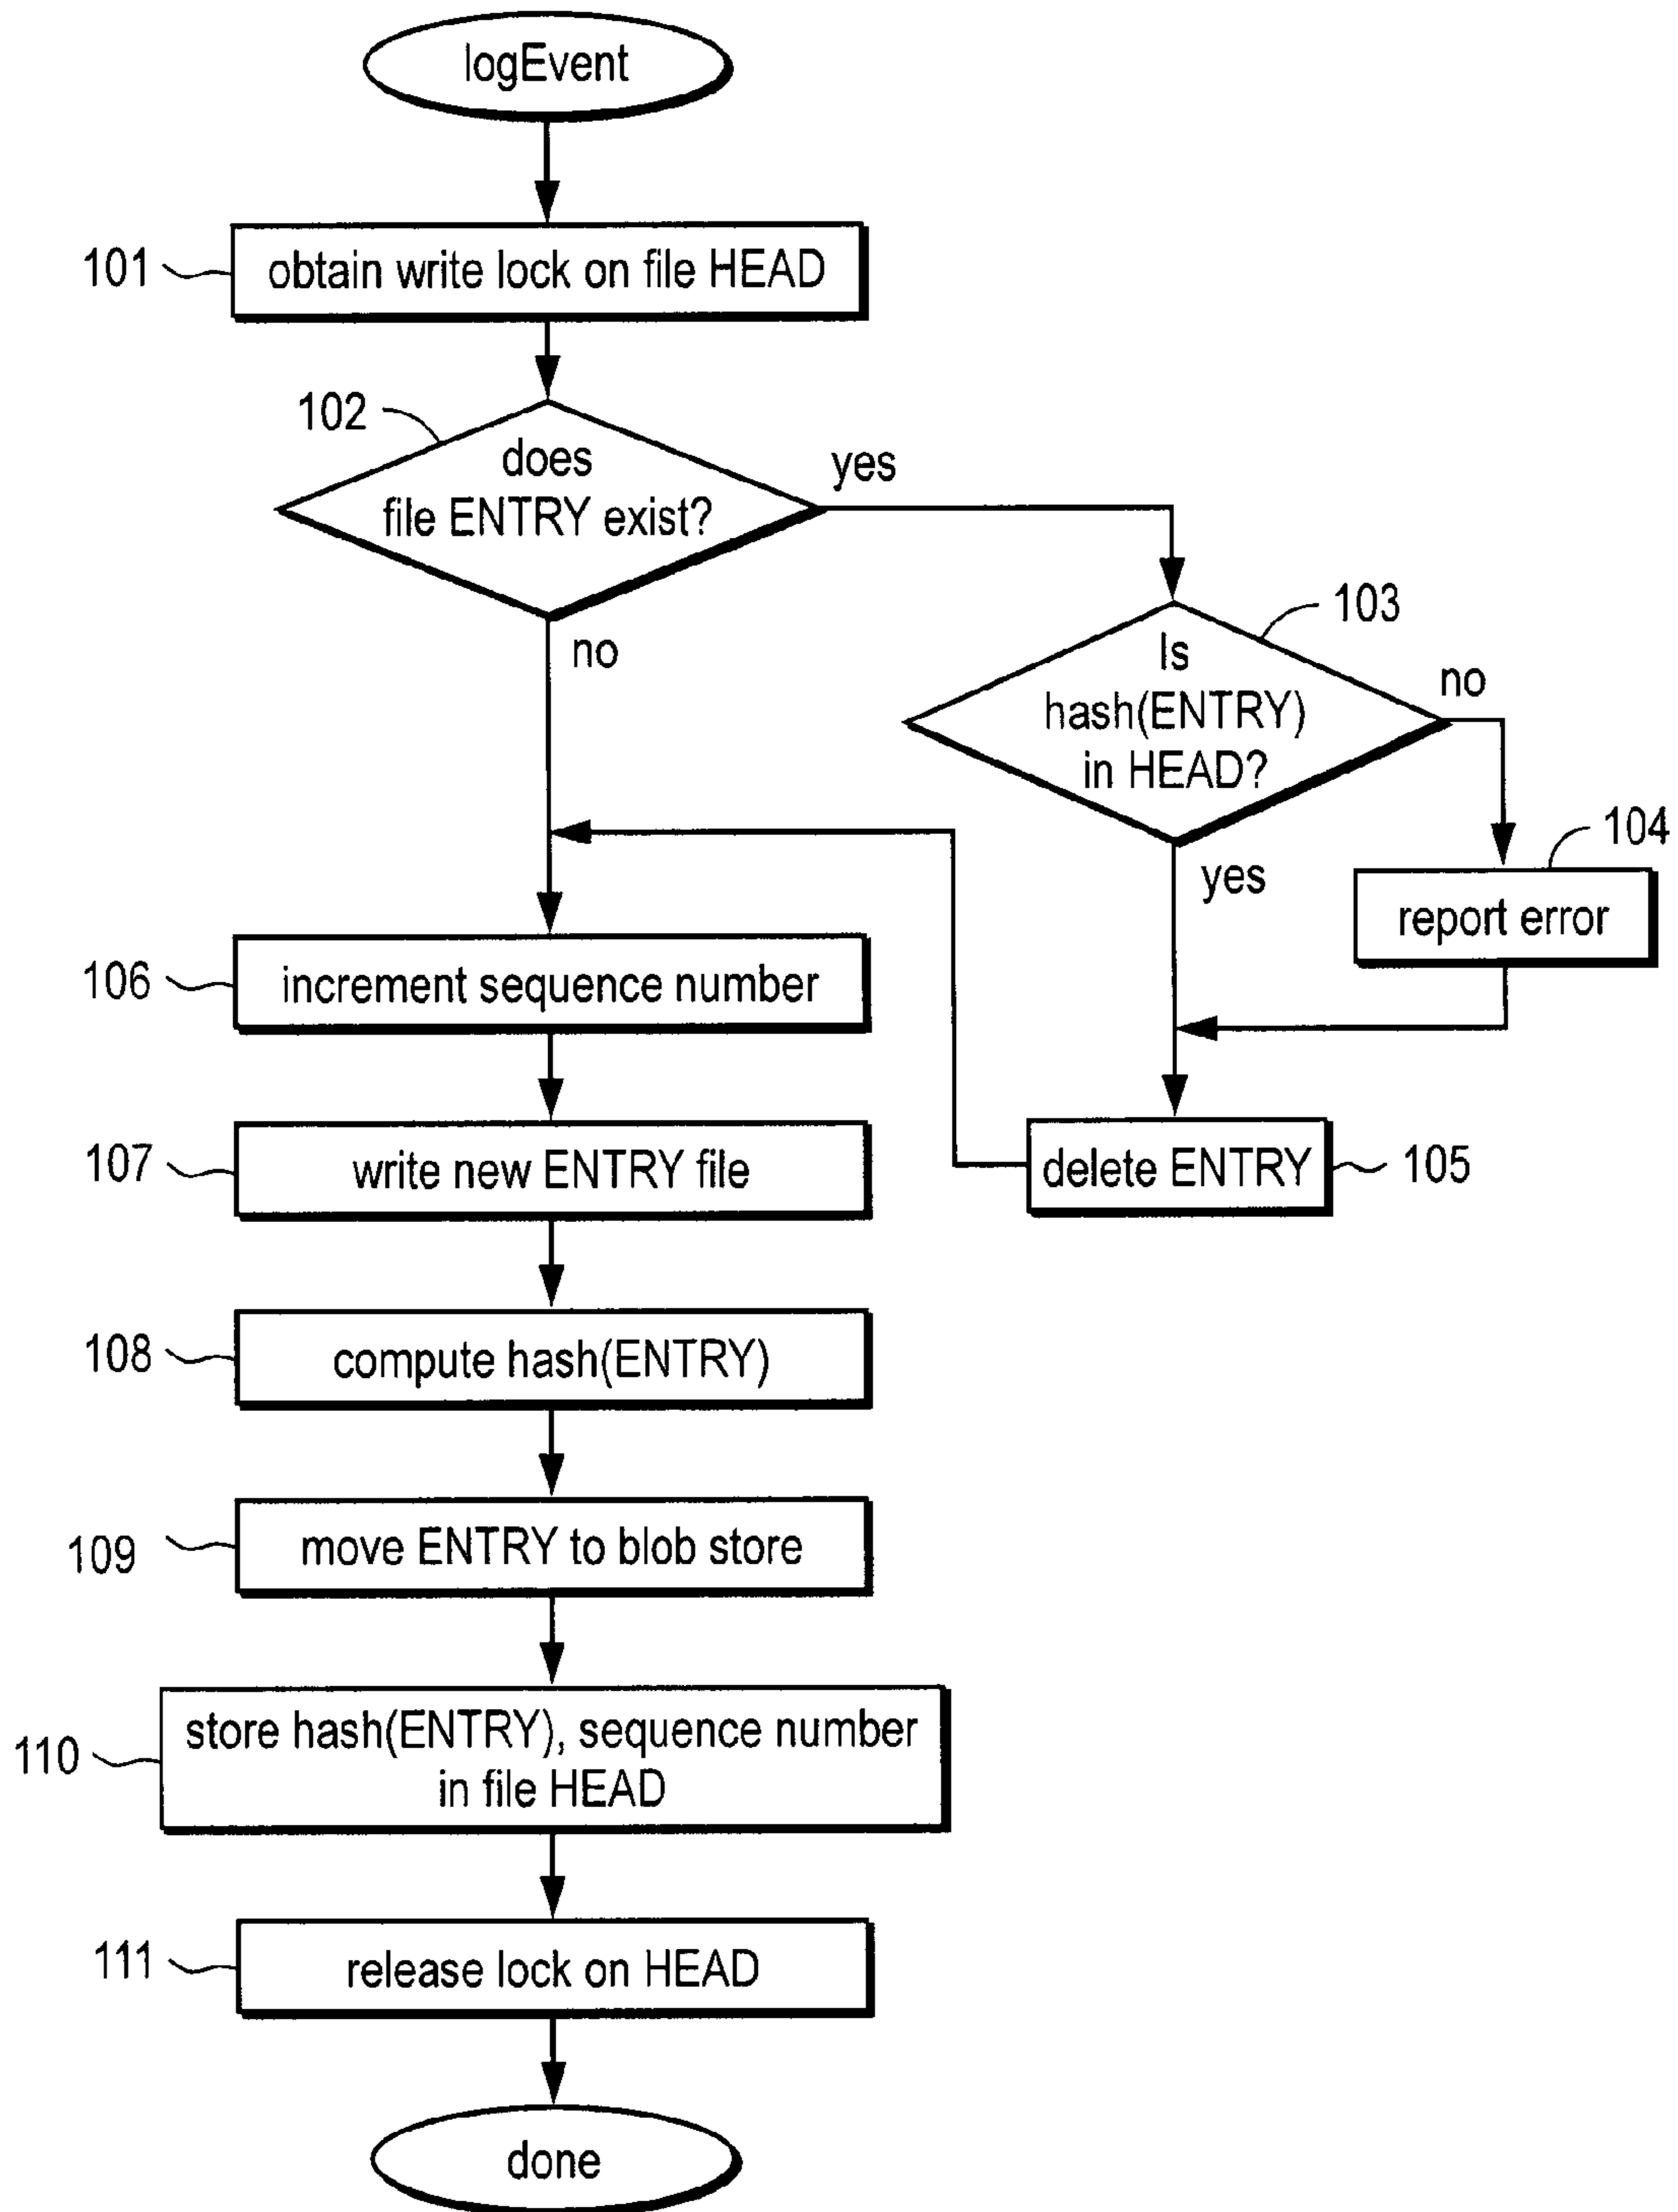 logEvent
101
obtain write lock on file HEAD
102
does
file ENTRY exist?
yes
no
103
Is
hash(ENTRY)
in HEAD?
no
yes
104
report error
106
increment sequence number
107
write new ENTRY file
delete ENTRY
105
108
compute hash(ENTRY)
109
move ENTRY to blob store
110
store hash(ENTRY), sequence number
in file HEAD
111
release lock on HEAD
done